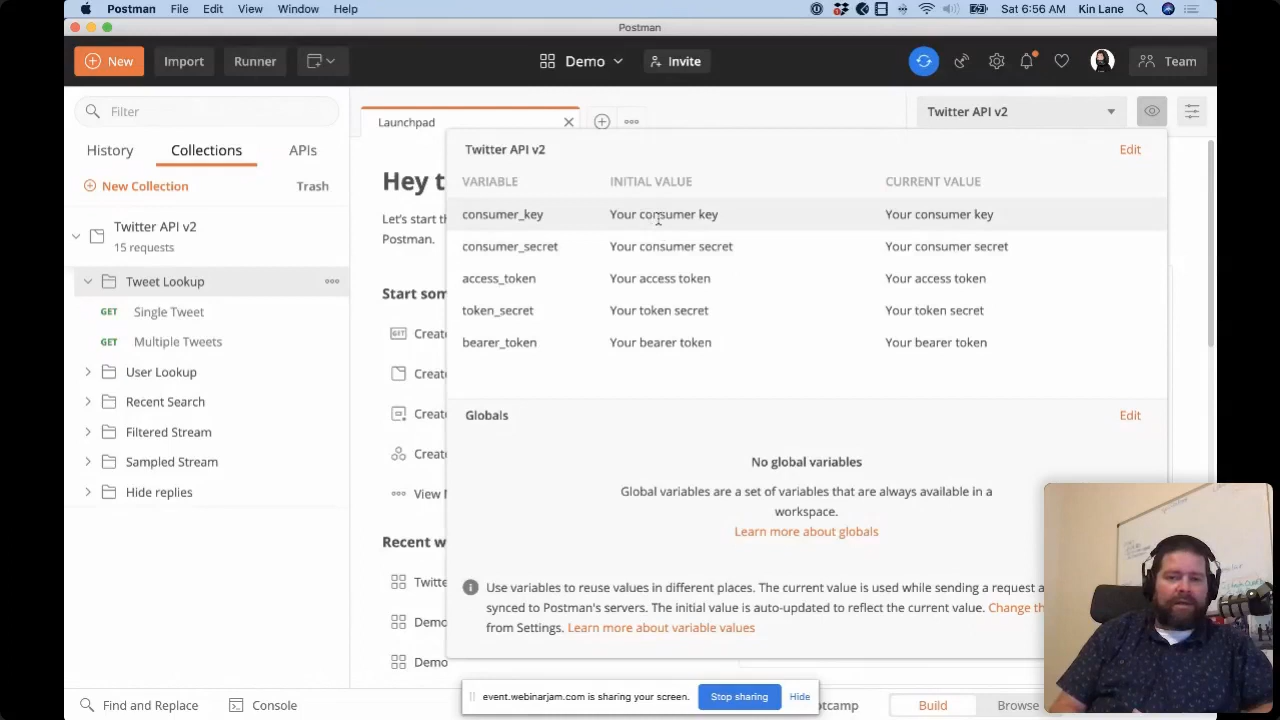 Postman File Edit View Window Help Sat 6:56 AM Kin Lane
Postman
New Import Runner Demo Invite Team
Filter
Launchpad
Twitter API v2
History Collections APIs
New Collection Trash
Twitter API v2
15 requests
Tweet Lookup
GET Single Tweet
GET Multiple Tweets
User Lookup
Recent Search
Filtered Stream
Sampled Stream
Hide replies
Hey t
Let's start th
Postman.
Start som
GET Create
Create
Create
Create
View M
Recent w
Twitte
Demo
Demo
Twitter API v2 Edit
VARIABLE INITIAL VALUE CURRENT VALUE
consumer_key Your consumer key Your consumer key
consumer_secret Your consumer secret Your consumer secret
access_token Your access token Your access token
token_secret Your token secret Your token secret
bearer_token Your bearer token Your bearer token
Globals Edit
No global variables
Global variables are a set of variables that are always available in a
workspace.
Learn more about globals
Use variables to reuse values in different places. The current value is used while sending a request a
synced to Postman's servers. The initial value is auto-updated to reflect the current value. Change th
from Settings. Learn more about variable values
event.webinarjam.com is sharing your screen. Stop sharing Hide
Find and Replace Console otcamp Build Browse